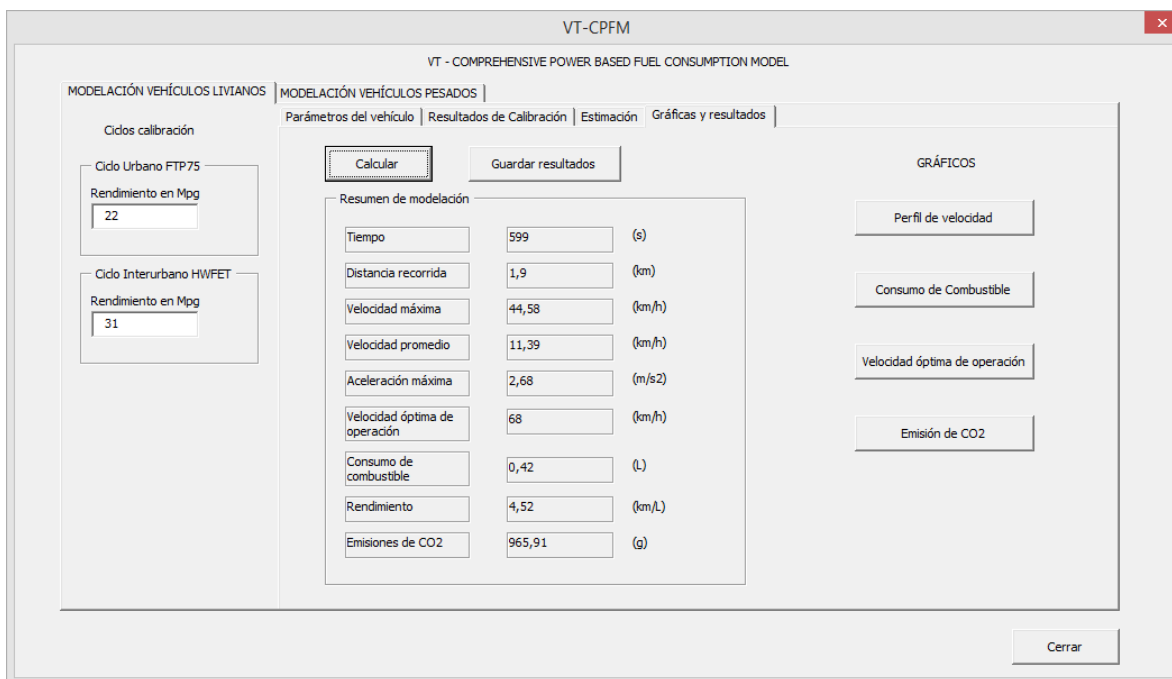 VT-CPFM
VT - COMPREHENSIVE POWER BASED FUEL CONSUMPTION MODEL
MODELACIÓN VEHÍCULOS LIVIANOS
MODELACIÓN VEHÍCULOS PESADOS
Ciclos calibración
Ciclo Urbano FTP75
Rendimiento en Mpg
22
Ciclo Interurbano HWFET
Rendimiento en Mpg
31
Parámetros del vehículo
Resultados de Calibración
Estimación
Gráficas y resultados
Calcular
Guardar resultados
Resumen de modelación
Tiempo 599 (s)
Distancia recorrida 1,9 (km)
Velocidad máxima 44,58 (km/h)
Velocidad promedio 11,39 (km/h)
Aceleración máxima 2,68 (m/s2)
Velocidad óptima de
operación 68 (km/h)
Consumo de
combustible 0,42 (L)
Rendimiento 4,52 (km/L)
Emisiones de CO2 965,91 (g)
GRÁFICOS
Perfil de velocidad
Consumo de Combustible
Velocidad óptima de operación
Emisión de CO2
Cerrar